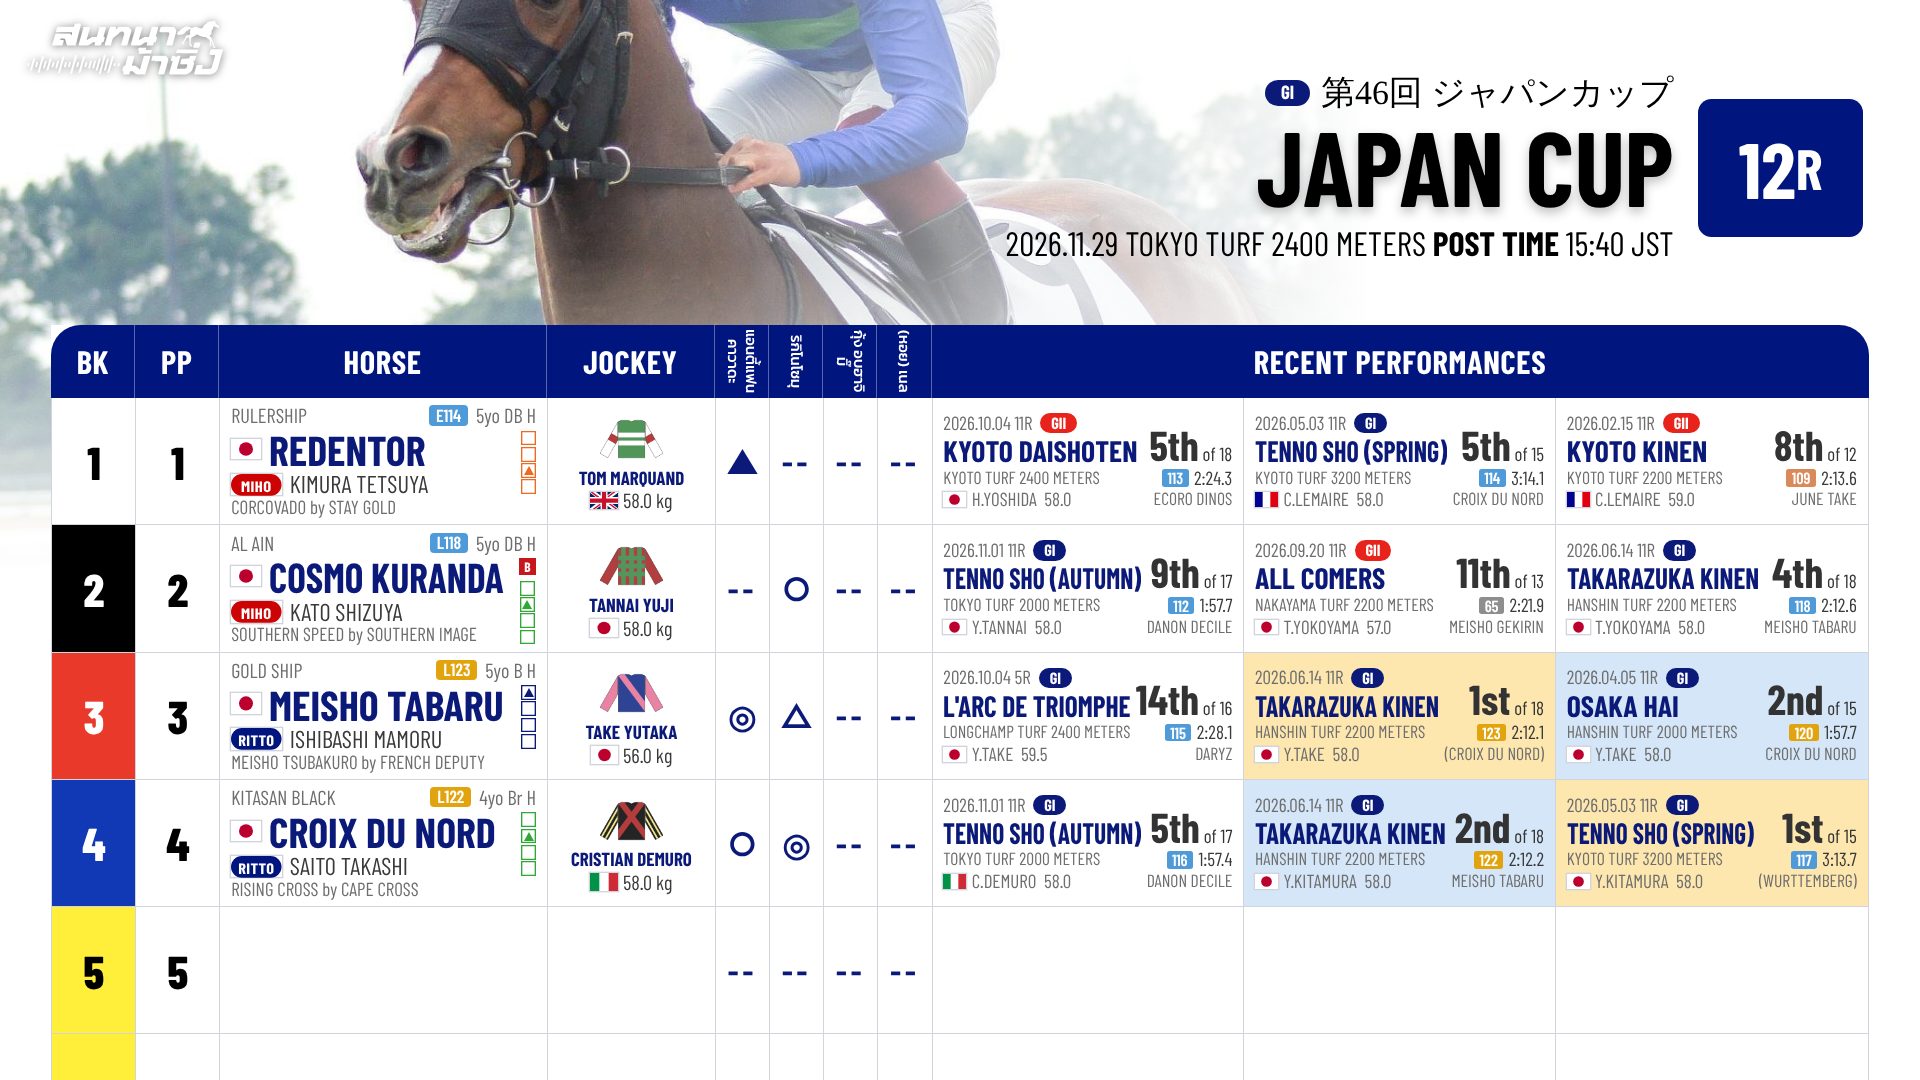 สนทนา
ม้าซิ่ง
GI 第46回 ジャパンカップ
JAPAN CUP
12R
2026.11.29 TOKYO TURF 2400 METERS POST TIME 15:40 JST
BK PP HORSE JOCKEY RECENT PERFORMANCES
1 1
RULERSHIP E114 5yo DB H
REDENTOR
MIHO KIMURA TETSUYA
CORCOVADO by STAY GOLD
TOM MARQUAND
58.0 kg
▲ -- -- --
2026.10.04 11R GII
KYOTO DAISHOTEN 5th of 18
KYOTO TURF 2400 METERS 113 2:24.3
H.YOSHIDA 58.0 ECORO DINOS
2026.05.03 11R GI
TENNO SHO (SPRING) 5th of 15
KYOTO TURF 3200 METERS 114 3:14.1
C.LEMAIRE 58.0 CROIX DU NORD
2026.02.15 11R GII
KYOTO KINEN 8th of 12
KYOTO TURF 2200 METERS 109 2:13.6
C.LEMAIRE 59.0 JUNE TAKE
2 2
AL AIN L118 5yo DB H
COSMO KURANDA B
MIHO KATO SHIZUYA
SOUTHERN SPEED by SOUTHERN IMAGE
TANNAI YUJI
58.0 kg
-- ○ -- --
2026.11.01 11R GI
TENNO SHO (AUTUMN) 9th of 17
TOKYO TURF 2000 METERS 112 1:57.7
Y.TANNAI 58.0 DANON DECILE
2026.09.20 11R GII
ALL COMERS 11th of 13
NAKAYAMA TURF 2200 METERS 65 2:21.9
T.YOKOYAMA 57.0 MEISHO GEKIRIN
2026.06.14 11R GI
TAKARAZUKA KINEN 4th of 18
HANSHIN TURF 2200 METERS 118 2:12.6
T.YOKOYAMA 58.0 MEISHO TABARU
3 3
GOLD SHIP L123 5yo B H
MEISHO TABARU
RITTO ISHIBASHI MAMORU
MEISHO TSUBAKURO by FRENCH DEPUTY
TAKE YUTAKA
56.0 kg
◎ △ -- --
2026.10.04 5R GI
L'ARC DE TRIOMPHE 14th of 16
LONGCHAMP TURF 2400 METERS 115 2:28.1
Y.TAKE 59.5 DARYZ
2026.06.14 11R GI
TAKARAZUKA KINEN 1st of 18
HANSHIN TURF 2200 METERS 123 2:12.1
Y.TAKE 58.0 (CROIX DU NORD)
2026.04.05 11R GI
OSAKA HAI 2nd of 15
HANSHIN TURF 2000 METERS 120 1:57.7
Y.TAKE 58.0 CROIX DU NORD
4 4
KITASAN BLACK L122 4yo Br H
CROIX DU NORD
RITTO SAITO TAKASHI
RISING CROSS by CAPE CROSS
CRISTIAN DEMURO
58.0 kg
○ ◎ -- --
2026.11.01 11R GI
TENNO SHO (AUTUMN) 5th of 17
TOKYO TURF 2000 METERS 116 1:57.4
C.DEMURO 58.0 DANON DECILE
2026.06.14 11R GI
TAKARAZUKA KINEN 2nd of 18
HANSHIN TURF 2200 METERS 122 2:12.2
Y.KITAMURA 58.0 MEISHO TABARU
2026.05.03 11R GI
TENNO SHO (SPRING) 1st of 15
KYOTO TURF 3200 METERS 117 3:13.7
Y.KITAMURA 58.0 (WURTTEMBERG)
5 5 -- -- -- --